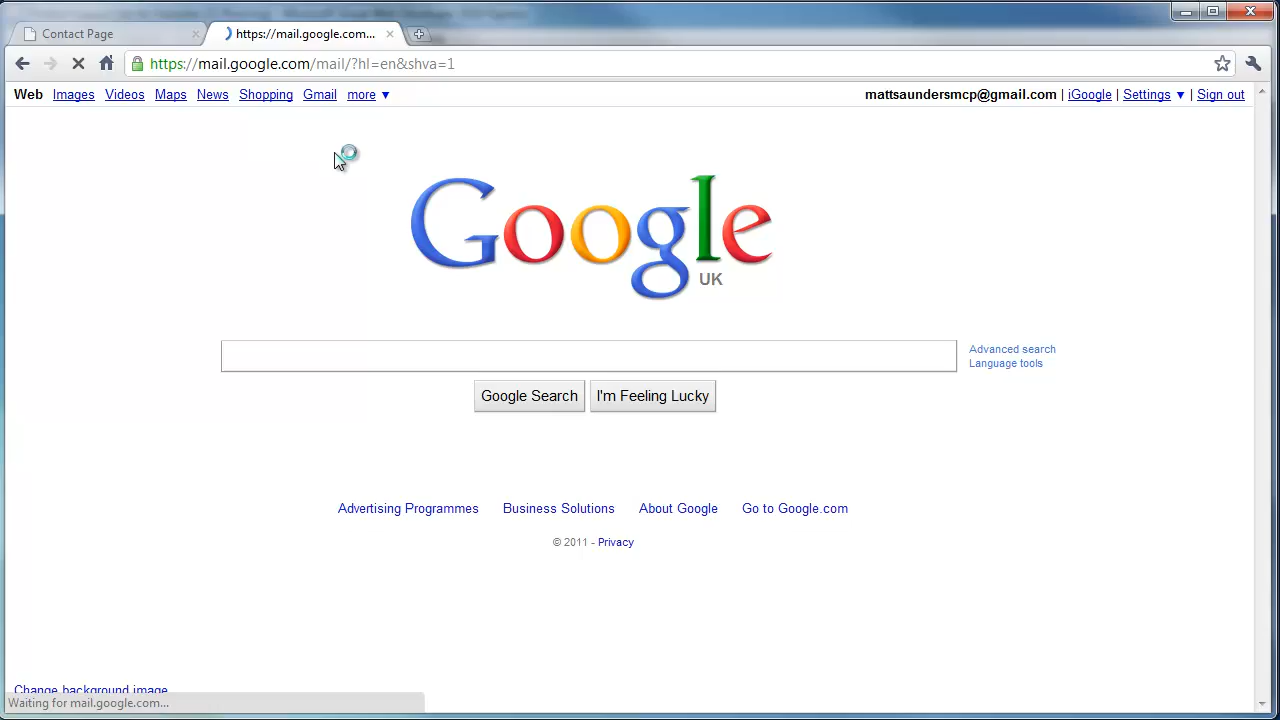 Contact Page
https://mail.google.com...
https://mail.google.com/mail/?hl=en&shva=1
Web Images Videos Maps News Shopping Gmail more ▼
mattsaundersmcp@gmail.com | iGoogle | Settings ▼ | Sign out
Google
UK
Advanced search
Language tools
Google Search
I'm Feeling Lucky
Advertising Programmes Business Solutions About Google Go to Google.com
© 2011 - Privacy
Change background image
Waiting for mail.google.com...